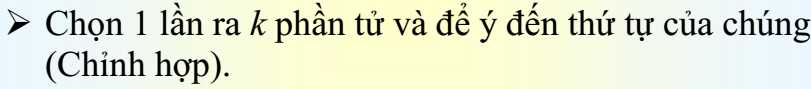 ➢ Chọn 1 lần ra k phần tử và để ý đến thứ tự của chúng
(Chỉnh hợp).